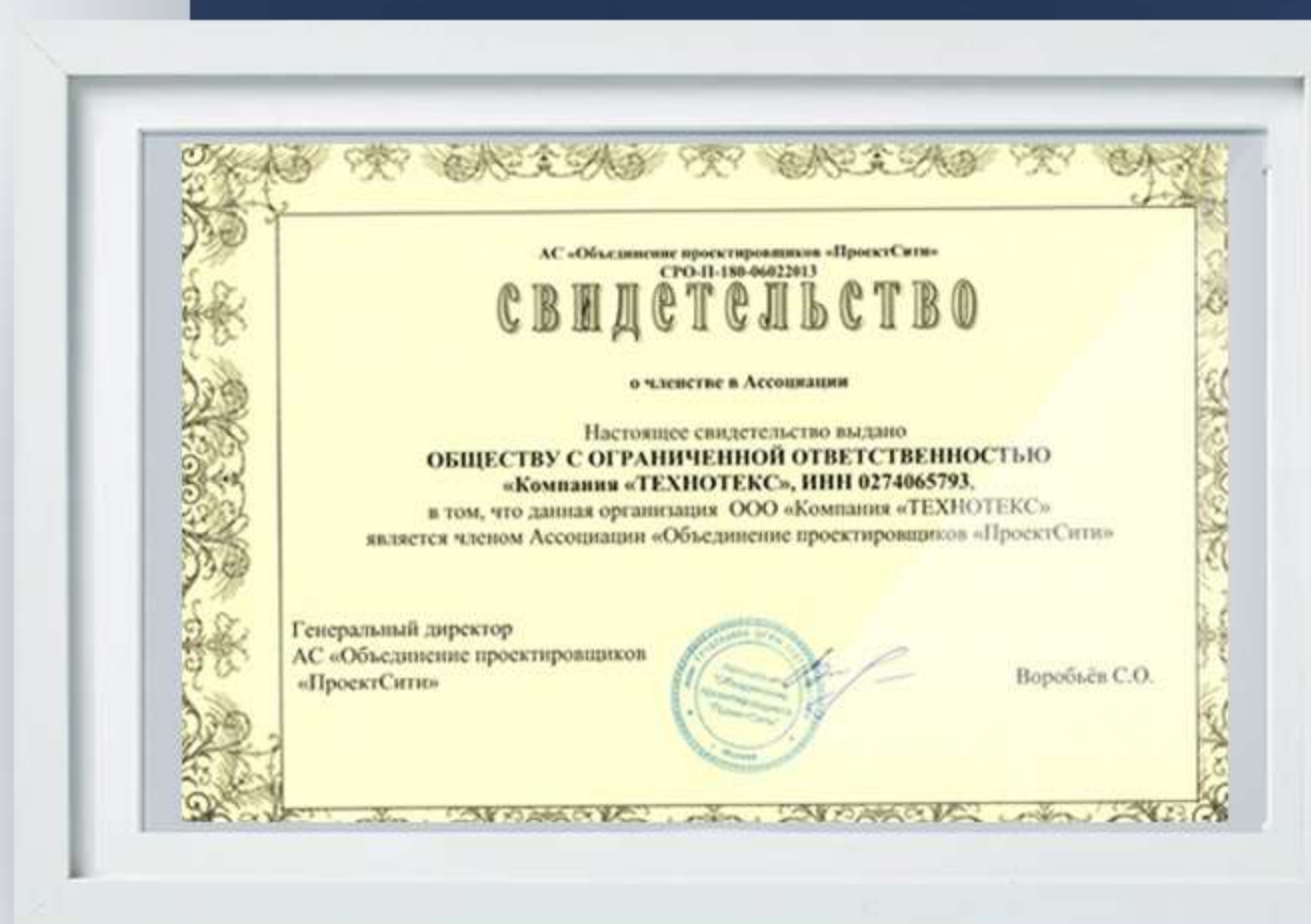 АС «Объединение проектировщиков «ПроектСити»
СРО-П-180-06022013
СВИДЕТЕЛЬСТВО
о членстве в Ассоциации
Настоящее свидетельство выдано
ОБЩЕСТВУ С ОГРАНИЧЕННОЙ ОТВЕТСТВЕННОСТЬЮ
«Компания «ТЕХНОТЕКС», ИНН 0274065793,
в том, что данная организация ООО «Компания «ТЕХНОТЕКС»
является членом Ассоциации «Объединение проектировщиков «ПроектСити»
Генеральный директор
АС «Объединение проектировщиков
«ПроектСити»
Воробьёв С.О.